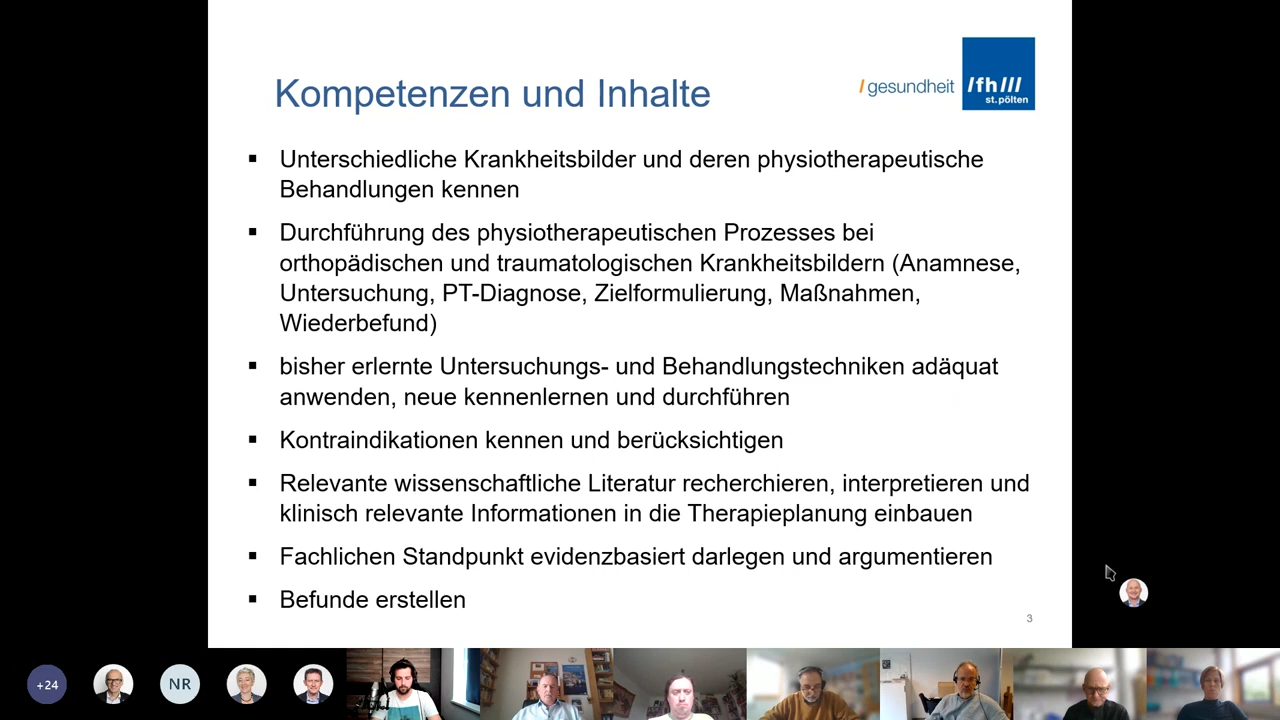 Kompetenzen und Inhalte
/ gesundheit
/fh///
st.pölten
▪ Unterschiedliche Krankheitsbilder und deren physiotherapeutische
Behandlungen kennen
▪ Durchführung des physiotherapeutischen Prozesses bei
orthopädischen und traumatologischen Krankheitsbildern (Anamnese,
Untersuchung, PT-Diagnose, Zielformulierung, Maßnahmen,
Wiederbefund)
▪ bisher erlernte Untersuchungs- und Behandlungstechniken adäquat
anwenden, neue kennenlernen und durchführen
▪ Kontraindikationen kennen und berücksichtigen
▪ Relevante wissenschaftliche Literatur recherchieren, interpretieren und
klinisch relevante Informationen in die Therapieplanung einbauen
▪ Fachlichen Standpunkt evidenzbasiert darlegen und argumentieren
▪ Befunde erstellen
3
+24
NR